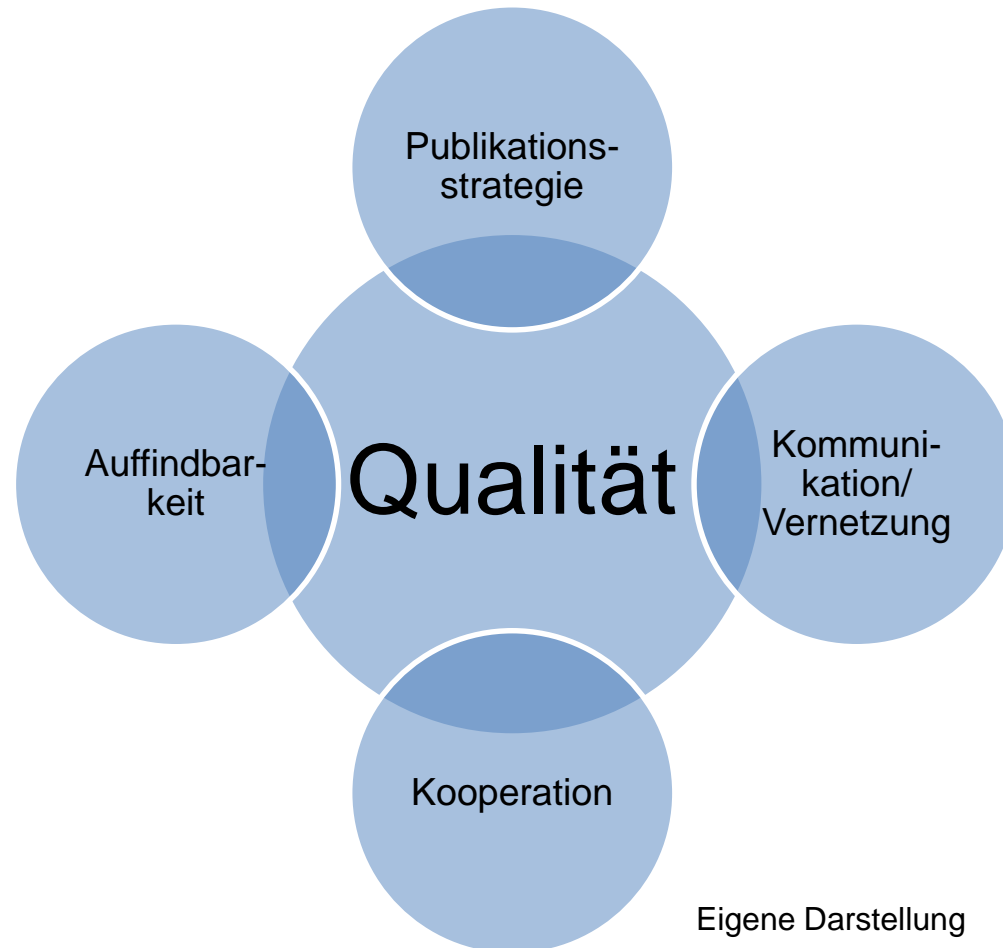 Publikations-
strategie
Auffindbar-
keit
Qualität
Kommuni-
kation/
Vernetzung
Kooperation
Eigene Darstellung